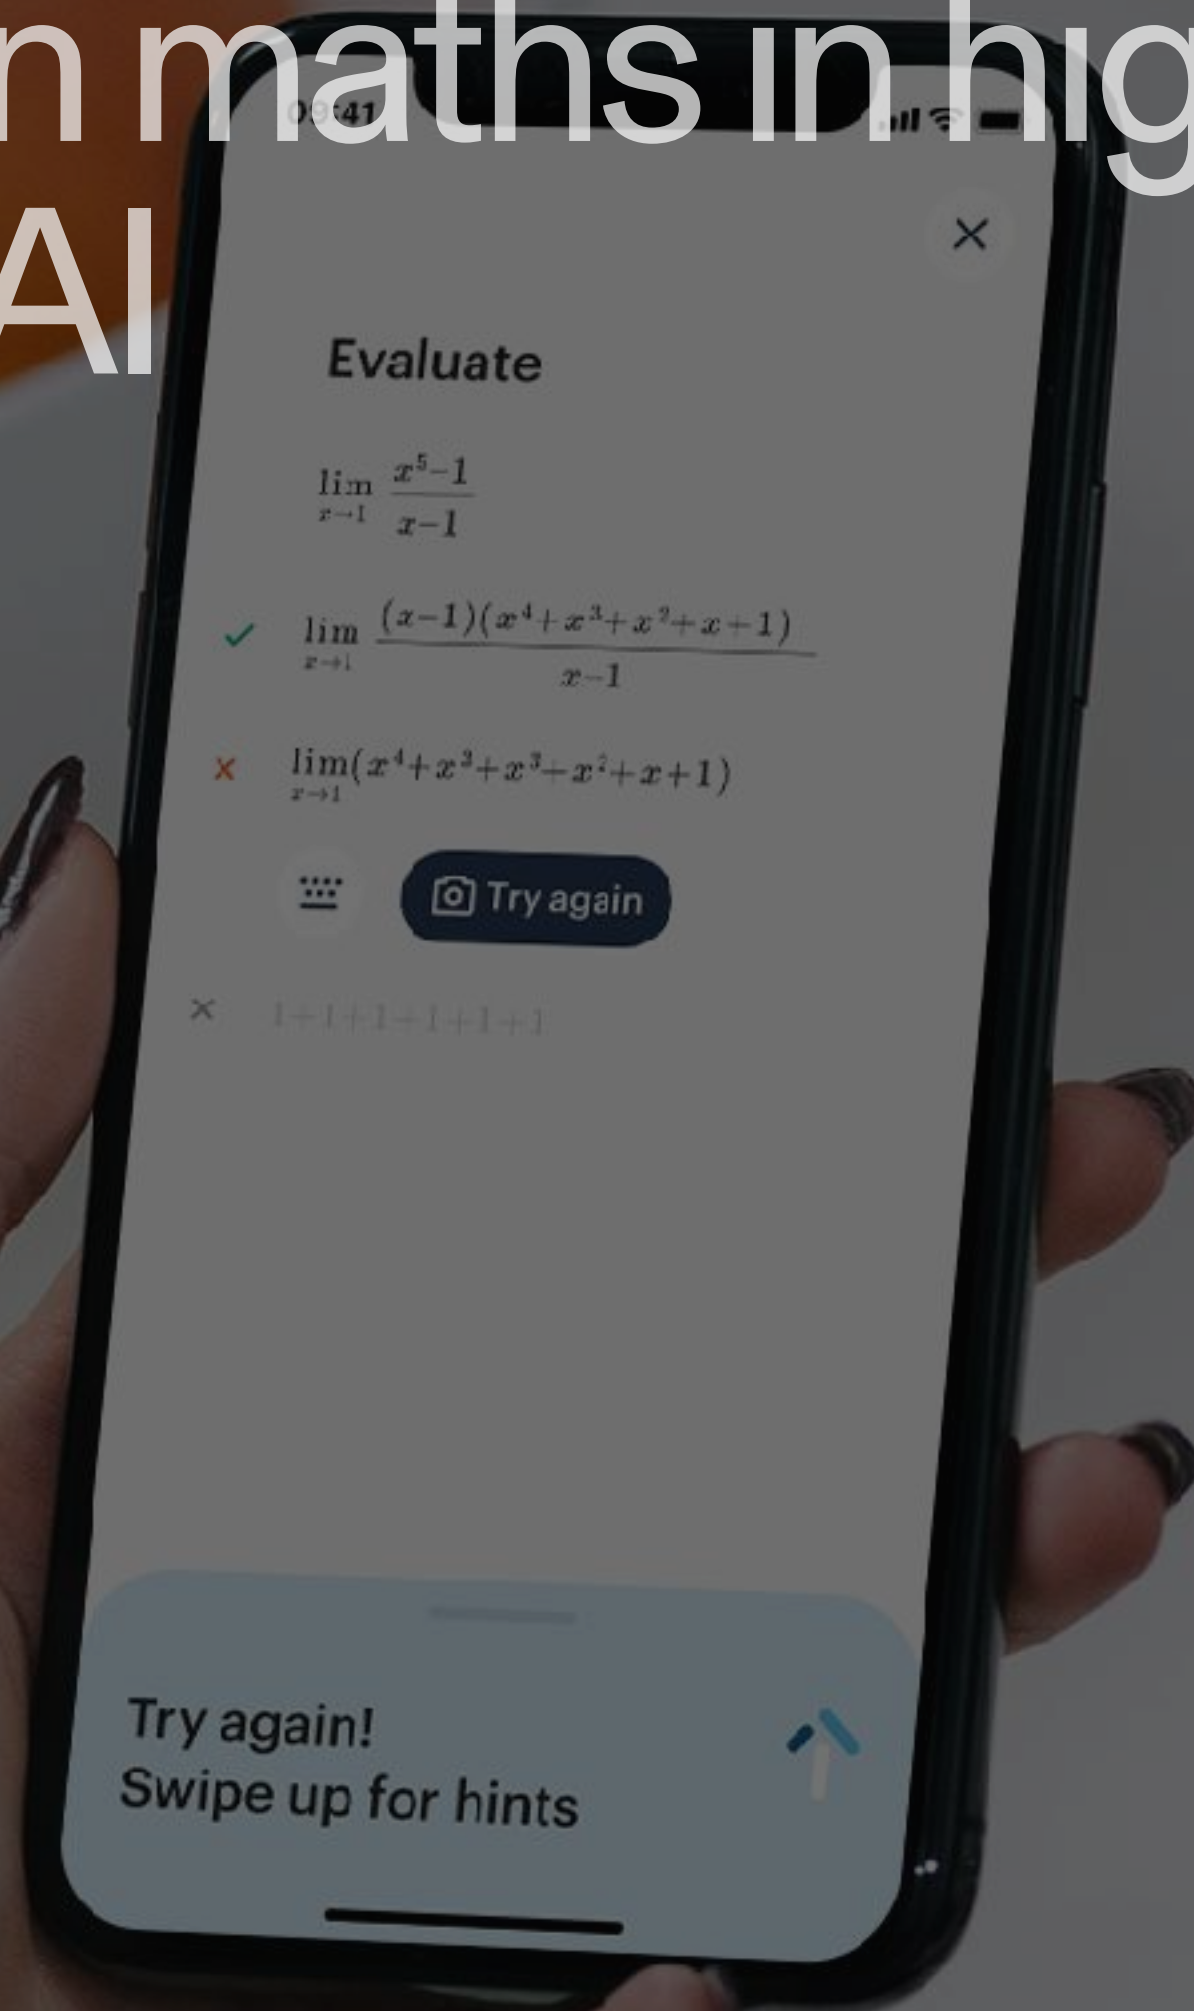 n maths in hig
AI
09:41
Evaluate
lim x→1 x⁵−1 / x−1
lim x→1 (x−1)(x⁴+x³+x²+x+1) / x−1
lim x→1 (x⁴+x³+x³+x²+x+1)
Try again
1+1+1+1+1+1
Try again!
Swipe up for hints